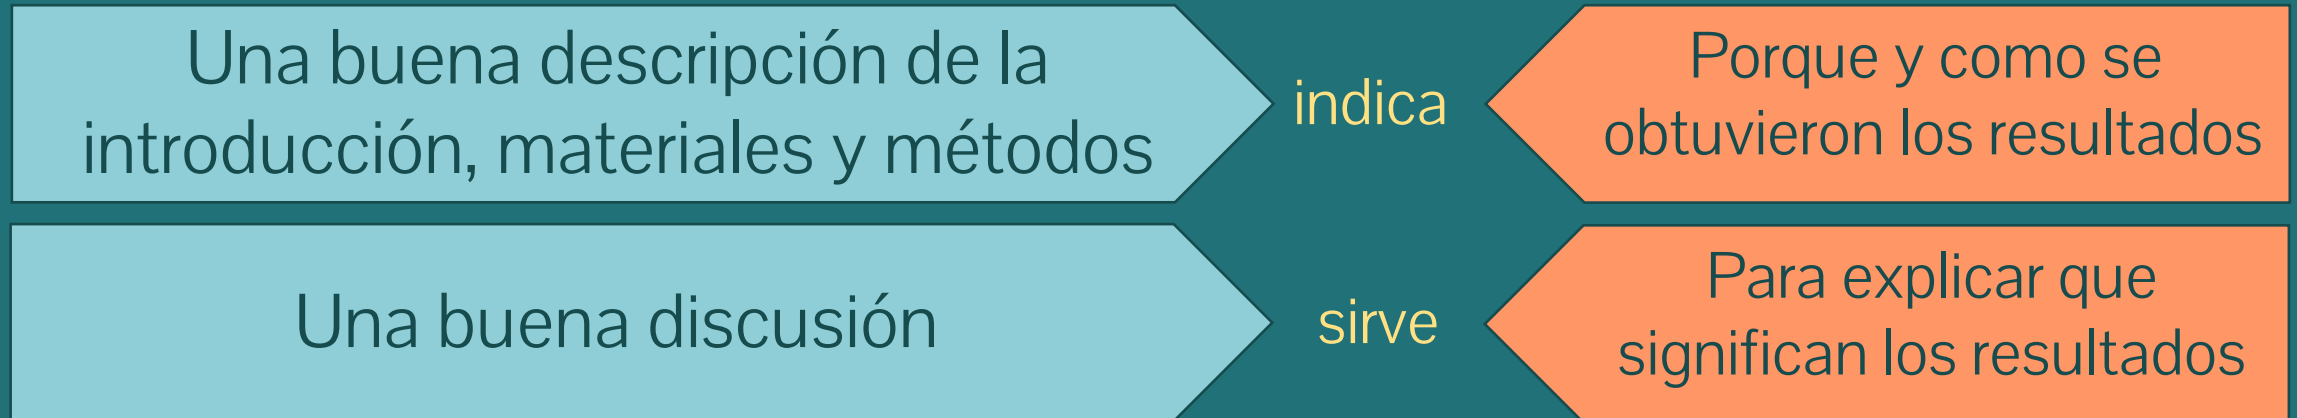 Una buena descripción de la
introducción, materiales y métodos
indica
Porque y como se
obtuvieron los resultados
Una buena discusión
sirve
Para explicar que
significan los resultados